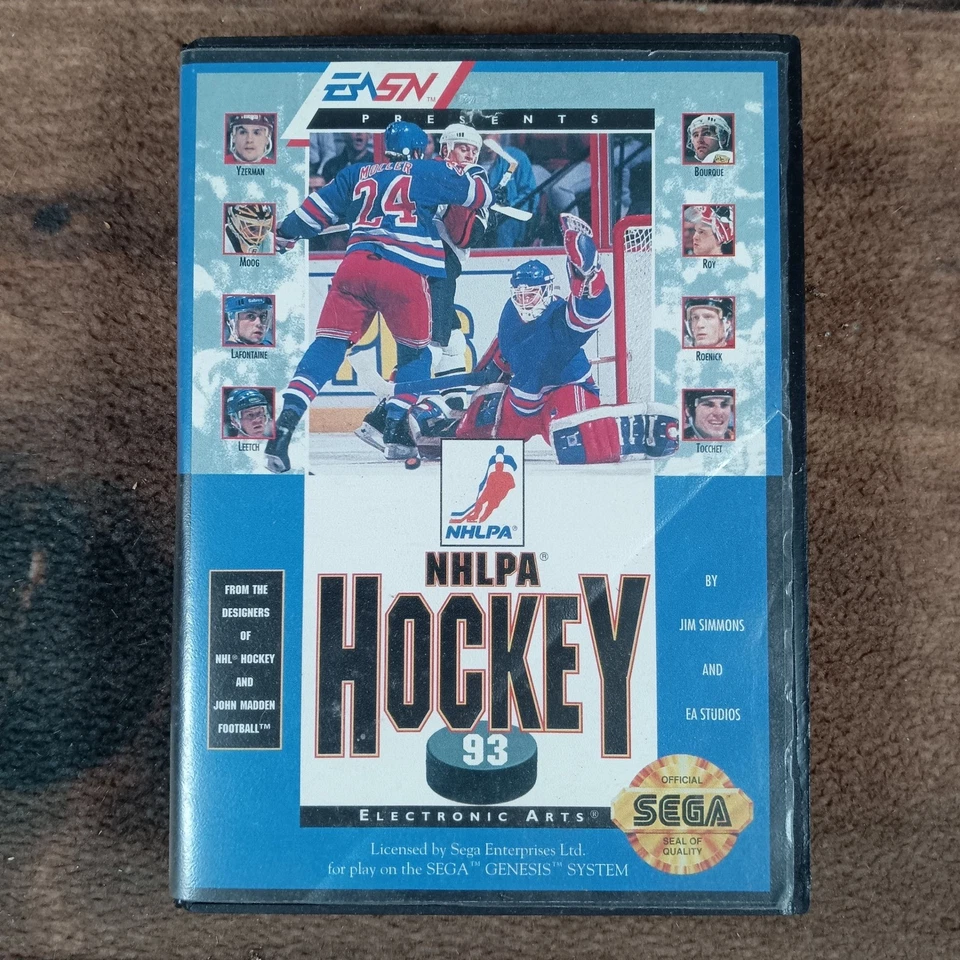 EASN™
PRESENTS
YZERMAN
MOOG
LAFONTAINE
LEETCH
MULLER
24
BOURQUE
ROY
ROENICK
TOCCHET
NHLPA®
NHLPA®
HOCKEY
93
FROM THE
DESIGNERS
OF
NHL® HOCKEY
AND
JOHN MADDEN
FOOTBALL™
BY
JIM SIMMONS
AND
EA STUDIOS
ELECTRONIC ARTS®
OFFICIAL
SEGA
SEAL OF
QUALITY
Licensed by Sega Enterprises Ltd.
for play on the SEGA™ GENESIS™ SYSTEM